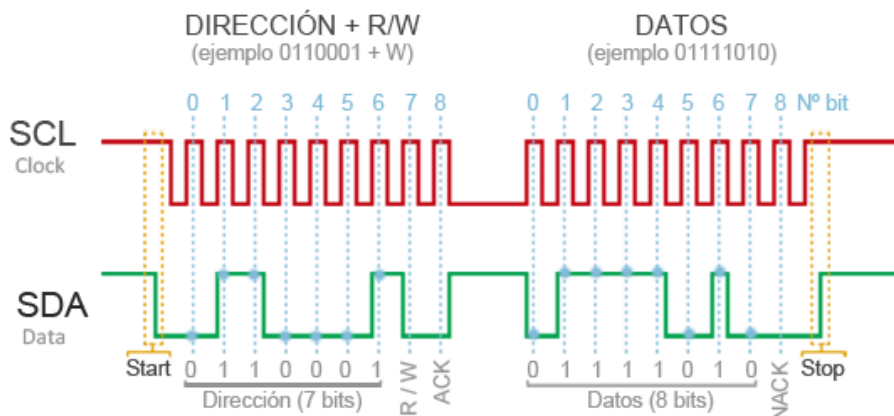 DIRECCIÓN + R/W
(ejemplo 0110001 + W)
DATOS
(ejemplo 01111010)
0 1 2 3 4 5 6 7 8
0 1 2 3 4 5 6 7 8 Nº bit
SCL
Clock
SDA
Data
Start
0 1 1 0 0 0 1
R / W
ACK
Dirección (7 bits)
0 1 1 1 1 0 1 0
NACK
Datos (8 bits)
Stop